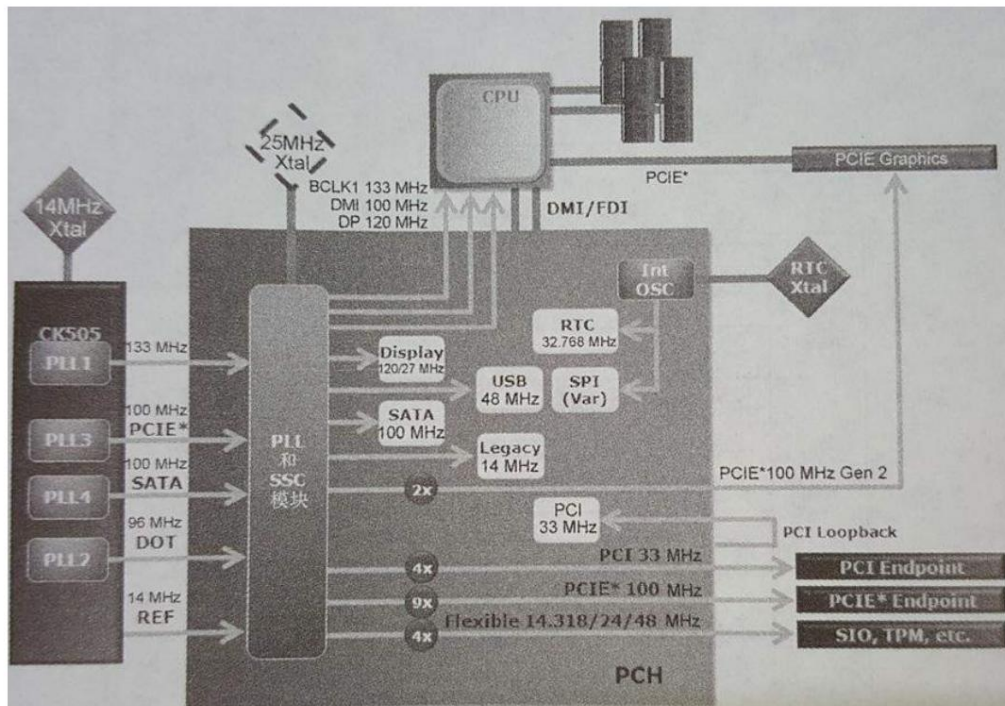 CPU
25MHz
Xtal
PCIE Graphics
PCIE*
BCLK1 133 MHz
DMI 100 MHz
DP 120 MHz
DMI/FDI
14MHz
Xtal
Int
OSC
RTC
Xtal
CK505
RTC
32.768 MHz
PLL1
133 MHz
Display
120/27 MHz
USB
48 MHz
SPI
(Var)
100 MHz
PCIE*
PLL3
SATA
100 MHz
PLL
和
SSC
模块
Legacy
14 MHz
100 MHz
SATA
PLL4
2x
PCIE*100 MHz Gen 2
PCI
33 MHz
96 MHz
DOT
PLL2
PCI Loopback
PCI 33 MHz
4x
PCI Endpoint
PCIE* 100 MHz
9x
PCIE* Endpoint
14 MHz
REF
Flexible 14.318/24/48 MHz
4x
SIO, TPM, etc.
PCH